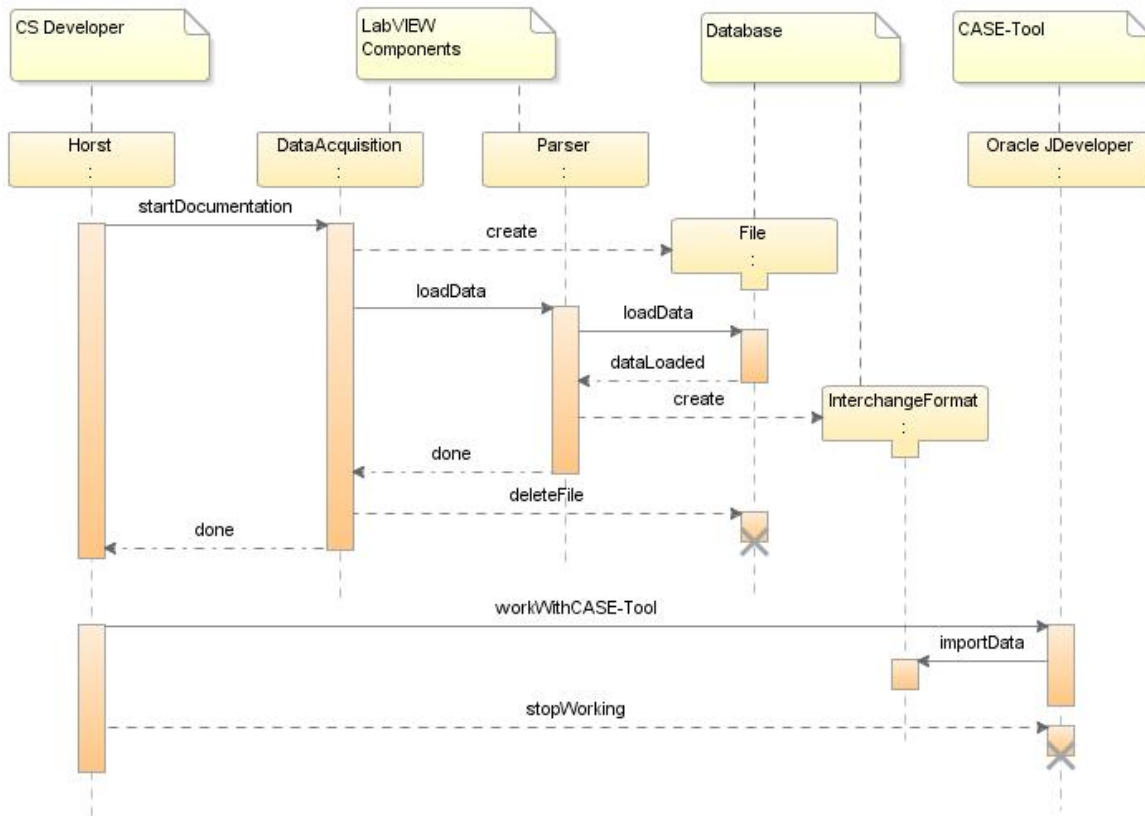 CS Developer
LabVIEW
Components
Database
CASE-Tool
Horst
:
DataAcquisition
:
Parser
:
Oracle JDeveloper
:
startDocumentation
create
File
:
loadData
loadData
dataLoaded
create
InterchangeFormat
:
done
deleteFile
done
workWithCASE-Tool
importData
stopWorking